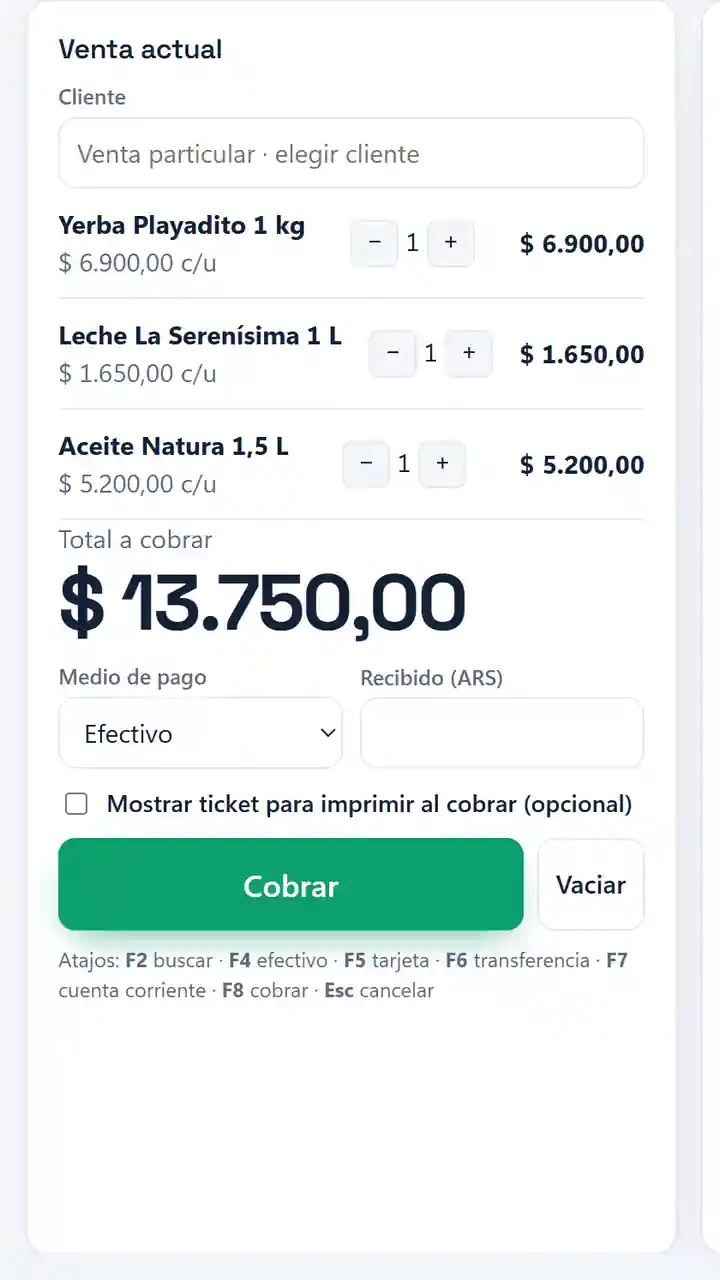 Venta actual
Cliente
Venta particular · elegir cliente
Yerba Playadito 1 kg
$ 6.900,00 c/u
− 1 +
$ 6.900,00
Leche La Serenísima 1 L
$ 1.650,00 c/u
− 1 +
$ 1.650,00
Aceite Natura 1,5 L
$ 5.200,00 c/u
− 1 +
$ 5.200,00
Total a cobrar
$ 13.750,00
Medio de pago
Recibido (ARS)
Efectivo
Mostrar ticket para imprimir al cobrar (opcional)
Cobrar
Vaciar
Atajos: F2 buscar · F4 efectivo · F5 tarjeta · F6 transferencia · F7
cuenta corriente · F8 cobrar · Esc cancelar